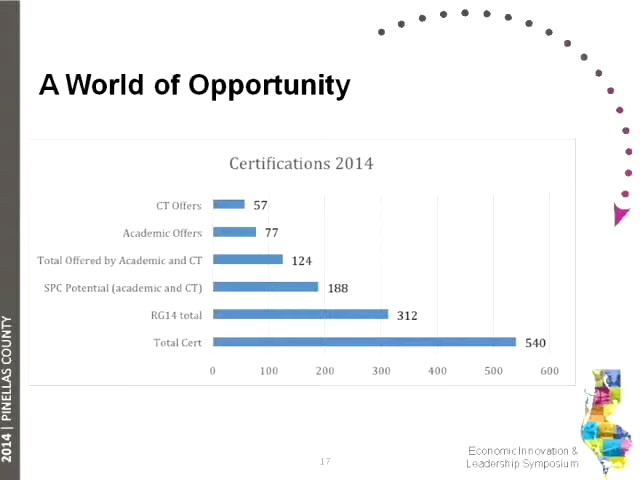 A World of Opportunity
Certifications 2014
CT Offers 57
Academic Offers 77
Total Offered by Academic and CT 124
SPC Potential (academic and CT) 188
RG14 total 312
Total Cert 540
0 100 200 300 400 500 600
2014 | PINELLAS COUNTY
17
Economic Innovation &
Leadership Symposium